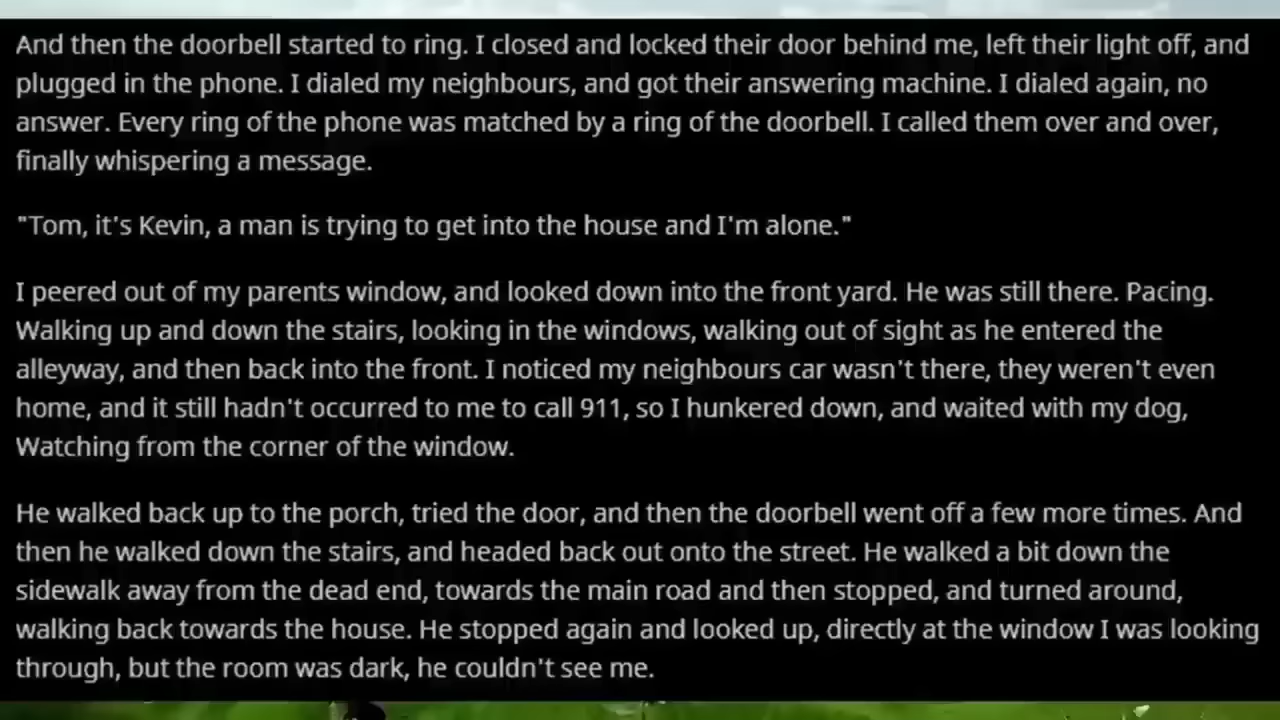 And then the doorbell started to ring. I closed and locked their door behind me, left their light off, and
plugged in the phone. I dialed my neighbours, and got their answering machine. I dialed again, no
answer. Every ring of the phone was matched by a ring of the doorbell. I called them over and over,
finally whispering a message.
"Tom, it's Kevin, a man is trying to get into the house and I'm alone."
I peered out of my parents window, and looked down into the front yard. He was still there. Pacing.
Walking up and down the stairs, looking in the windows, walking out of sight as he entered the
alleyway, and then back into the front. I noticed my neighbours car wasn't there, they weren't even
home, and it still hadn't occurred to me to call 911, so I hunkered down, and waited with my dog,
Watching from the corner of the window.
He walked back up to the porch, tried the door, and then the doorbell went off a few more times. And
then he walked down the stairs, and headed back out onto the street. He walked a bit down the
sidewalk away from the dead end, towards the main road and then stopped, and turned around,
walking back towards the house. He stopped again and looked up, directly at the window I was looking
through, but the room was dark, he couldn't see me.